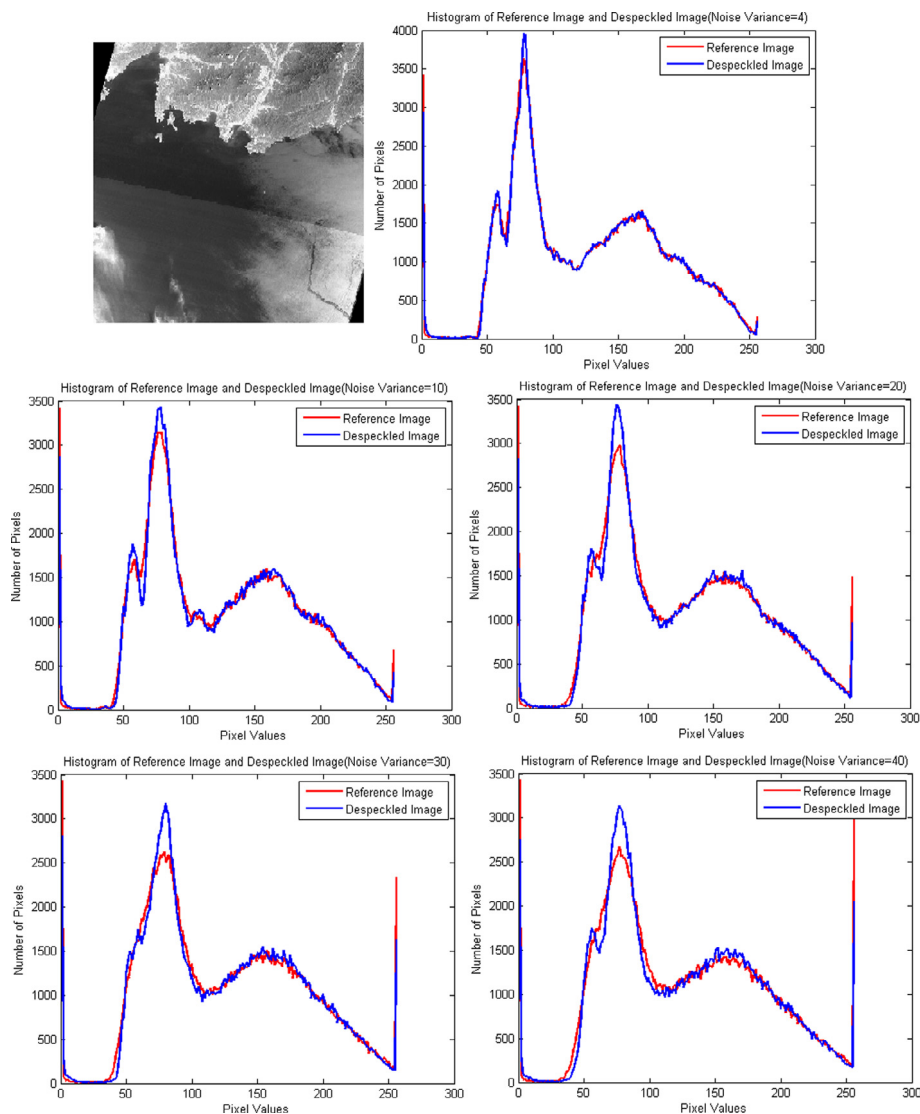 Histogram of Reference Image and Despeckled Image(Noise Variance=4)
4000
3500
3000
2500
2000
1500
1000
500
0
Number of Pixels
Reference Image
Despeckled Image
0 50 100 150 200 250 300
Pixel Values
Histogram of Reference Image and Despeckled Image(Noise Variance=10)
3500
3000
2500
2000
1500
1000
500
0
Number of Pixels
Reference Image
Despeckled Image
0 50 100 150 200 250 300
Pixel Values
Histogram of Reference Image and Despeckled Image(Noise Variance=20)
3500
3000
2500
2000
1500
1000
500
0
Number of Pixels
Reference Image
Despeckled Image
0 50 100 150 200 250 300
Pixel Values
Histogram of Reference Image and Despeckled Image(Noise Variance=30)
3500
3000
2500
2000
1500
1000
500
0
Number of Pixels
Reference Image
Despeckled Image
0 50 100 150 200 250 300
Pixel Values
Histogram of Reference Image and Despeckled Image(Noise Variance=40)
3500
3000
2500
2000
1500
1000
500
0
Number of Pixels
Reference Image
Despeckled Image
0 50 100 150 200 250 300
Pixel Values